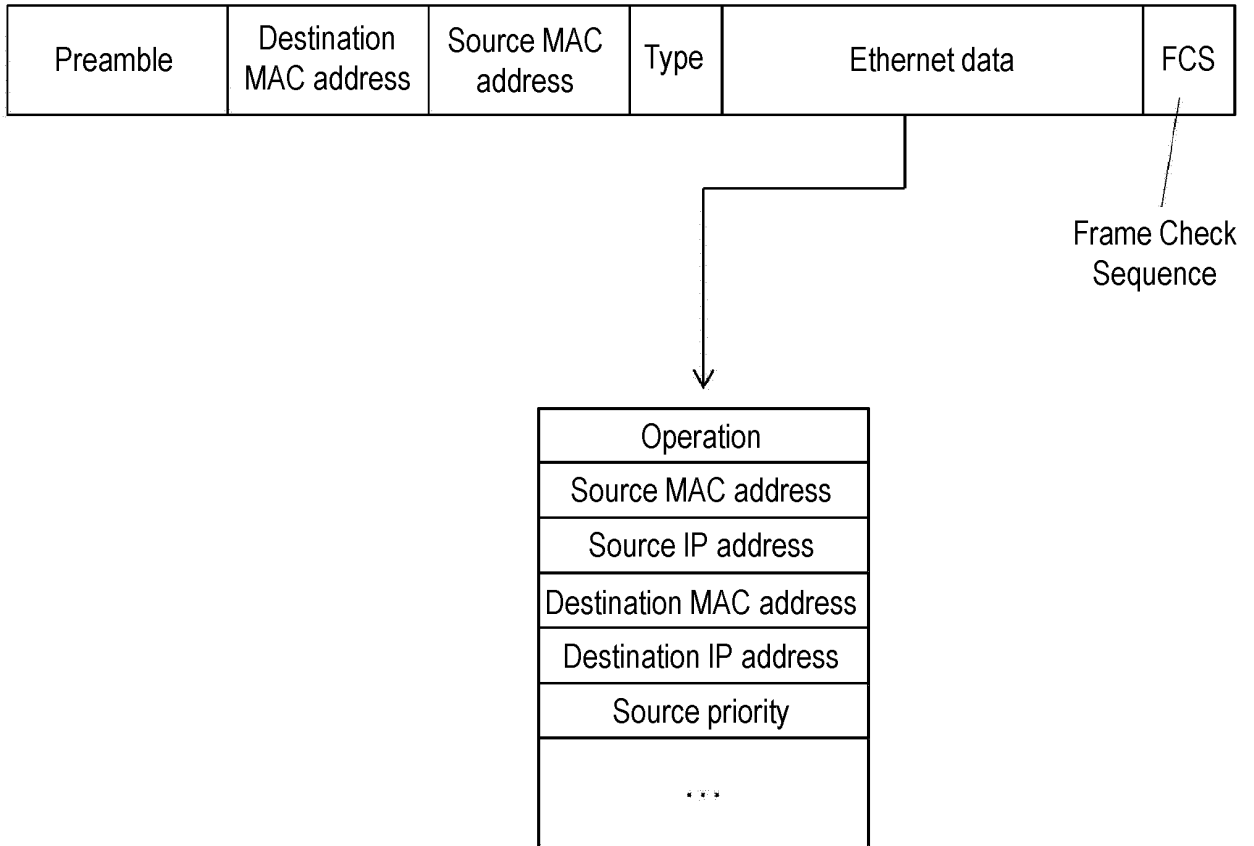 Preamble
Destination
MAC address
Source MAC
address
Type
Ethernet data
FCS
Frame Check
Sequence
Operation
Source MAC address
Source IP address
Destination MAC address
Destination IP address
Source priority
...